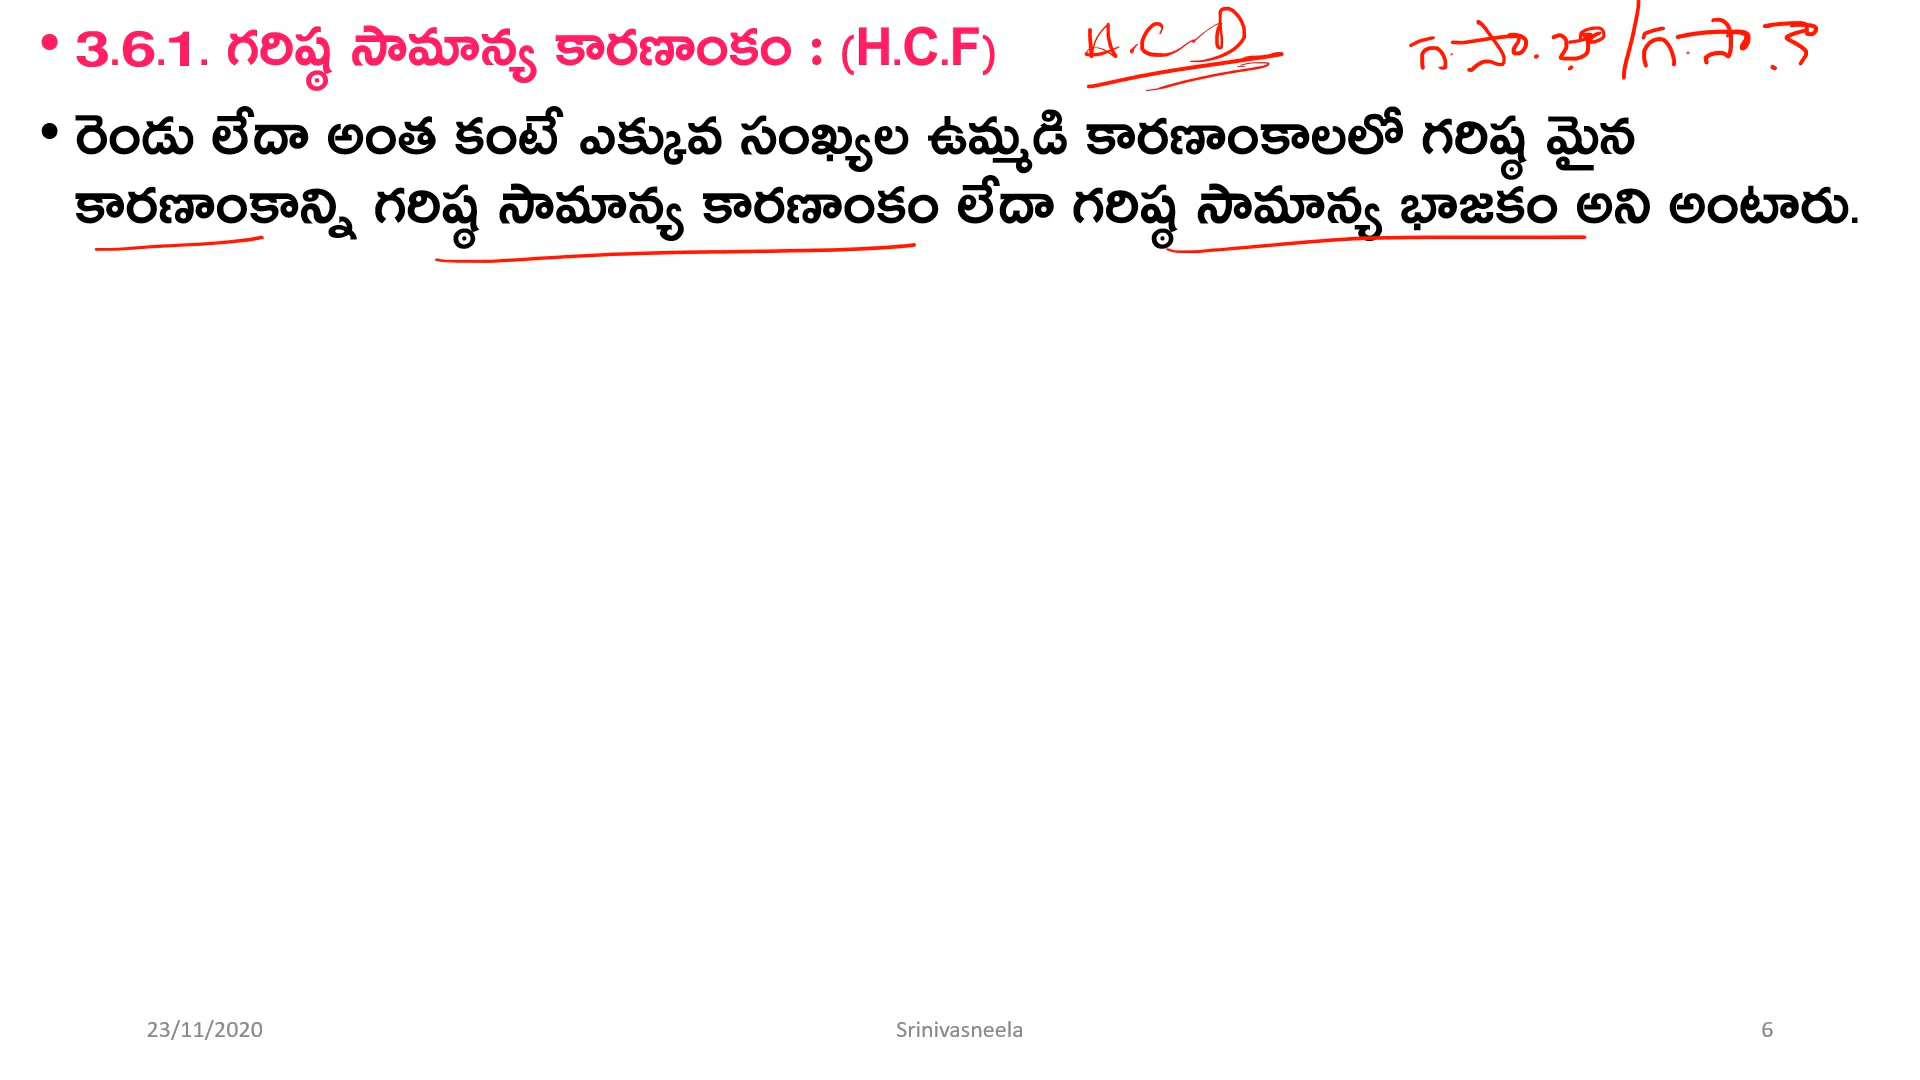 • 3.6.1. గరిష్ఠ సామాన్య కారణాంకం : (H.C.F) H.C.D గ.సా.భా/గ.సా.కా
• రెండు లేదా అంత కంటే ఎక్కువ సంఖ్యల ఉమ్మడి కారణాంకాలలో గరిష్ఠ మైన
కారణాంకాన్ని గరిష్ఠ సామాన్య కారణాంకం లేదా గరిష్ఠ సామాన్య భాజకం అని అంటారు.
23/11/2020 Srinivasneela 6